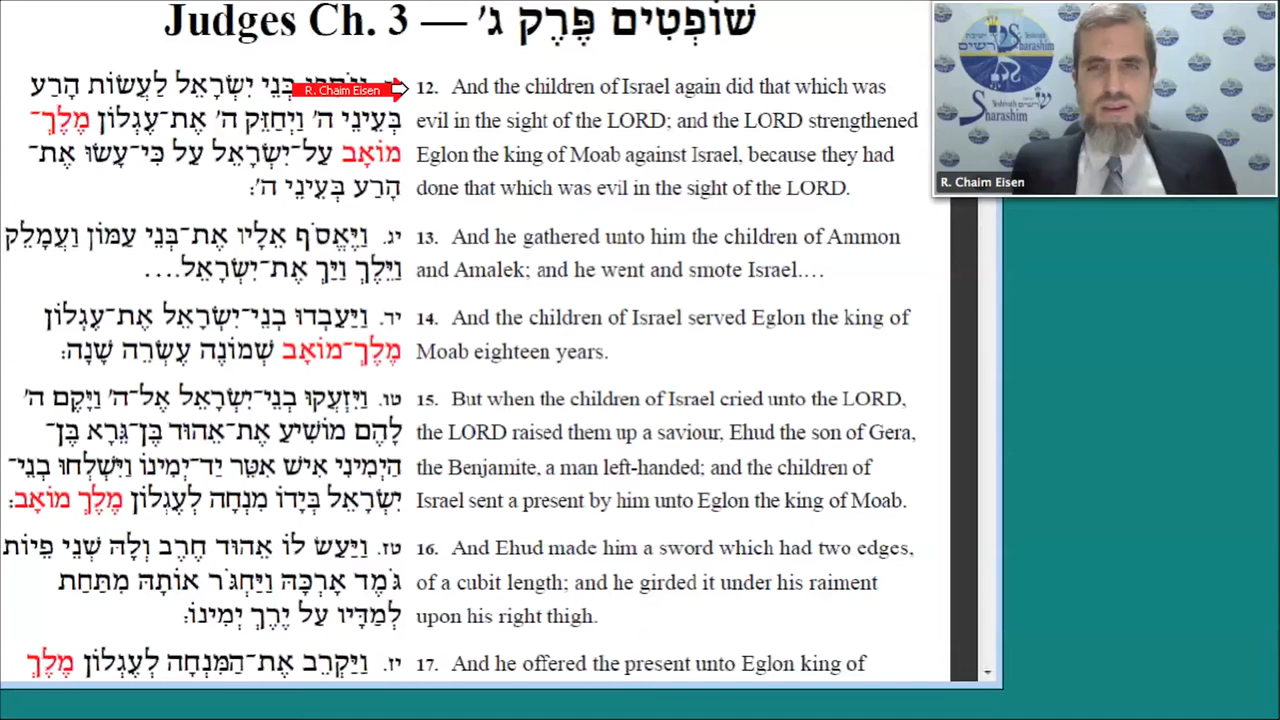 Judges Ch. 3 — שׁוֹפְטִים פֶּרֶק ג׳
בְּנֵי יִשְׂרָאֵל לַעֲשׂוֹת הָרַע
בְּעֵינֵי ה׳ וַיְחַזֵּק ה׳ אֶת־עֶגְלוֹן מֶלֶךְ־
מוֹאָב עַל־יִשְׂרָאֵל עַל כִּי־עָשׂוּ אֶת־
הָרַע בְּעֵינֵי ה׳:
יג. וַיֶּאֱסֹף אֵלָיו אֶת־בְּנֵי עַמּוֹן וַעֲמָלֵק
וַיֵּלֶךְ וַיַּךְ אֶת־יִשְׂרָאֵל....
יד. וַיַּעַבְדוּ בְנֵי־יִשְׂרָאֵל אֶת־עֶגְלוֹן
מֶלֶךְ־מוֹאָב שְׁמוֹנֶה עֶשְׂרֵה שָׁנָה:
טו. וַיִּזְעֲקוּ בְנֵי־יִשְׂרָאֵל אֶל־ה׳ וַיָּקֶם ה׳
לָהֶם מוֹשִׁיעַ אֶת־אֵהוּד בֶּן־גֵּרָא בֶּן־
הַיְמִינִי אִישׁ אִטֵּר יַד־יְמִינוֹ וַיִּשְׁלְחוּ בְנֵי־
יִשְׂרָאֵל בְּיָדוֹ מִנְחָה לְעֶגְלוֹן מֶלֶךְ מוֹאָב:
טז. וַיַּעַשׂ לוֹ אֵהוּד חֶרֶב וְלָהּ שְׁנֵי פֵיוֹת
גֹּמֶד אָרְכָּהּ וַיַּחְגֹּר אוֹתָהּ מִתַּחַת
לְמַדָּיו עַל יֶרֶךְ יְמִינוֹ:
יז. וַיַּקְרֵב אֶת־הַמִּנְחָה לְעֶגְלוֹן מֶלֶךְ
R. Chaim Eisen
12. And the children of Israel again did that which was
evil in the sight of the LORD; and the LORD strengthened
Eglon the king of Moab against Israel, because they had
done that which was evil in the sight of the LORD.
13. And he gathered unto him the children of Ammon
and Amalek; and he went and smote Israel....
14. And the children of Israel served Eglon the king of
Moab eighteen years.
15. But when the children of Israel cried unto the LORD,
the LORD raised them up a saviour, Ehud the son of Gera,
the Benjamite, a man left-handed; and the children of
Israel sent a present by him unto Eglon the king of Moab.
16. And Ehud made him a sword which had two edges,
of a cubit length; and he girded it under his raiment
upon his right thigh.
17. And he offered the present unto Eglon king of
Yeshivath
Sharashim
R. Chaim Eisen